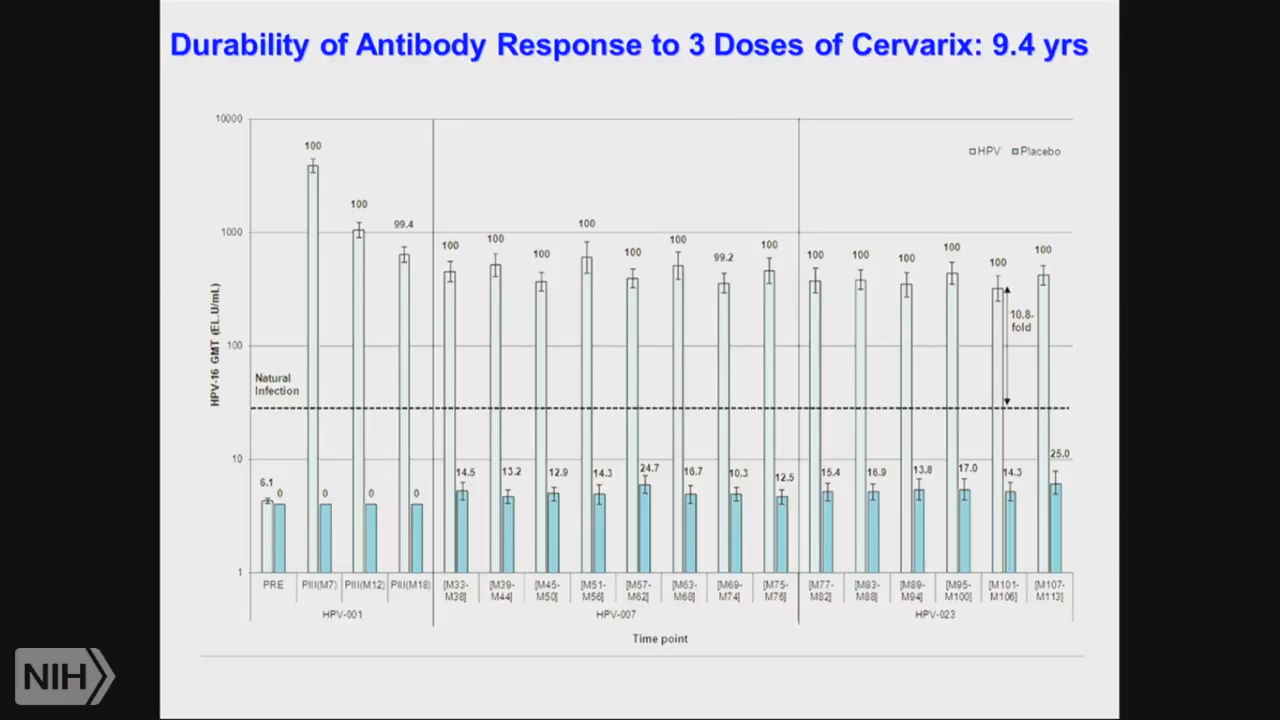 Durability of Antibody Response to 3 Doses of Cervarix: 9.4 yrs
HPV-16 GMT (EL.U/mL)
10000
1000
100
10
1
HPV Placebo
Natural
Infection
10.8-
fold
100
100
99.4
100
100
100
100
100
100
99.2
100
100
100
100
100
100
100
6.1
0
0
0
0
14.5
13.2
12.9
14.3
24.7
16.7
10.3
12.5
15.4
16.9
13.8
17.0
14.3
25.0
PRE
PIII(M7)
PIII(M12)
PIII(M18)
[M33-
M38]
[M39-
M44]
[M45-
M50]
[M51-
M56]
[M57-
M62]
[M63-
M68]
[M69-
M74]
[M75-
M76]
[M77-
M82]
[M83-
M88]
[M89-
M94]
[M95-
M100]
[M101-
M106]
[M107-
M113]
HPV-001
HPV-007
HPV-023
Time point
NIH